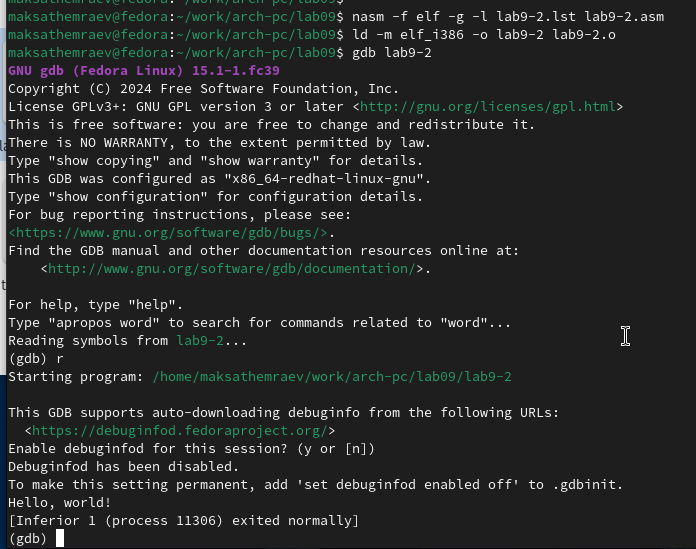 maksathemraev@fedora:~/work/arch-pc/lab09$ nasm -f elf -g -l lab9-2.lst lab9-2.asm
maksathemraev@fedora:~/work/arch-pc/lab09$ ld -m elf_i386 -o lab9-2 lab9-2.o
maksathemraev@fedora:~/work/arch-pc/lab09$ gdb lab9-2
GNU gdb (Fedora Linux) 15.1-1.fc39
Copyright (C) 2024 Free Software Foundation, Inc.
License GPLv3+: GNU GPL version 3 or later <http://gnu.org/licenses/gpl.html>
This is free software: you are free to change and redistribute it.
There is NO WARRANTY, to the extent permitted by law.
Type "show copying" and "show warranty" for details.
This GDB was configured as "x86_64-redhat-linux-gnu".
Type "show configuration" for configuration details.
For bug reporting instructions, please see:
<https://www.gnu.org/software/gdb/bugs/>.
Find the GDB manual and other documentation resources online at:
    <http://www.gnu.org/software/gdb/documentation/>.

For help, type "help".
Type "apropos word" to search for commands related to "word"...
Reading symbols from lab9-2...
(gdb) r
Starting program: /home/maksathemraev/work/arch-pc/lab09/lab9-2

This GDB supports auto-downloading debuginfo from the following URLs:
  <https://debuginfod.fedoraproject.org/>
Enable debuginfod for this session? (y or [n])
Debuginfod has been disabled.
To make this setting permanent, add 'set debuginfod enabled off' to .gdbinit.
Hello, world!
[Inferior 1 (process 11306) exited normally]
(gdb)